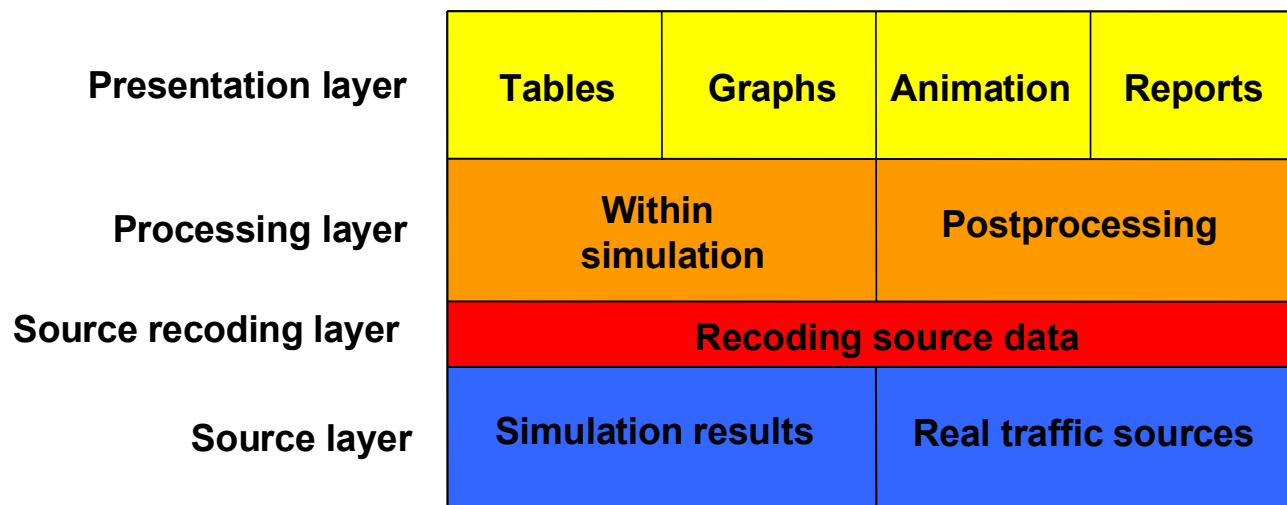 Presentation layer
Tables
Graphs
Animation
Reports
Processing layer
Within
simulation
Postprocessing
Source recoding layer
Recoding source data
Source layer
Simulation results
Real traffic sources